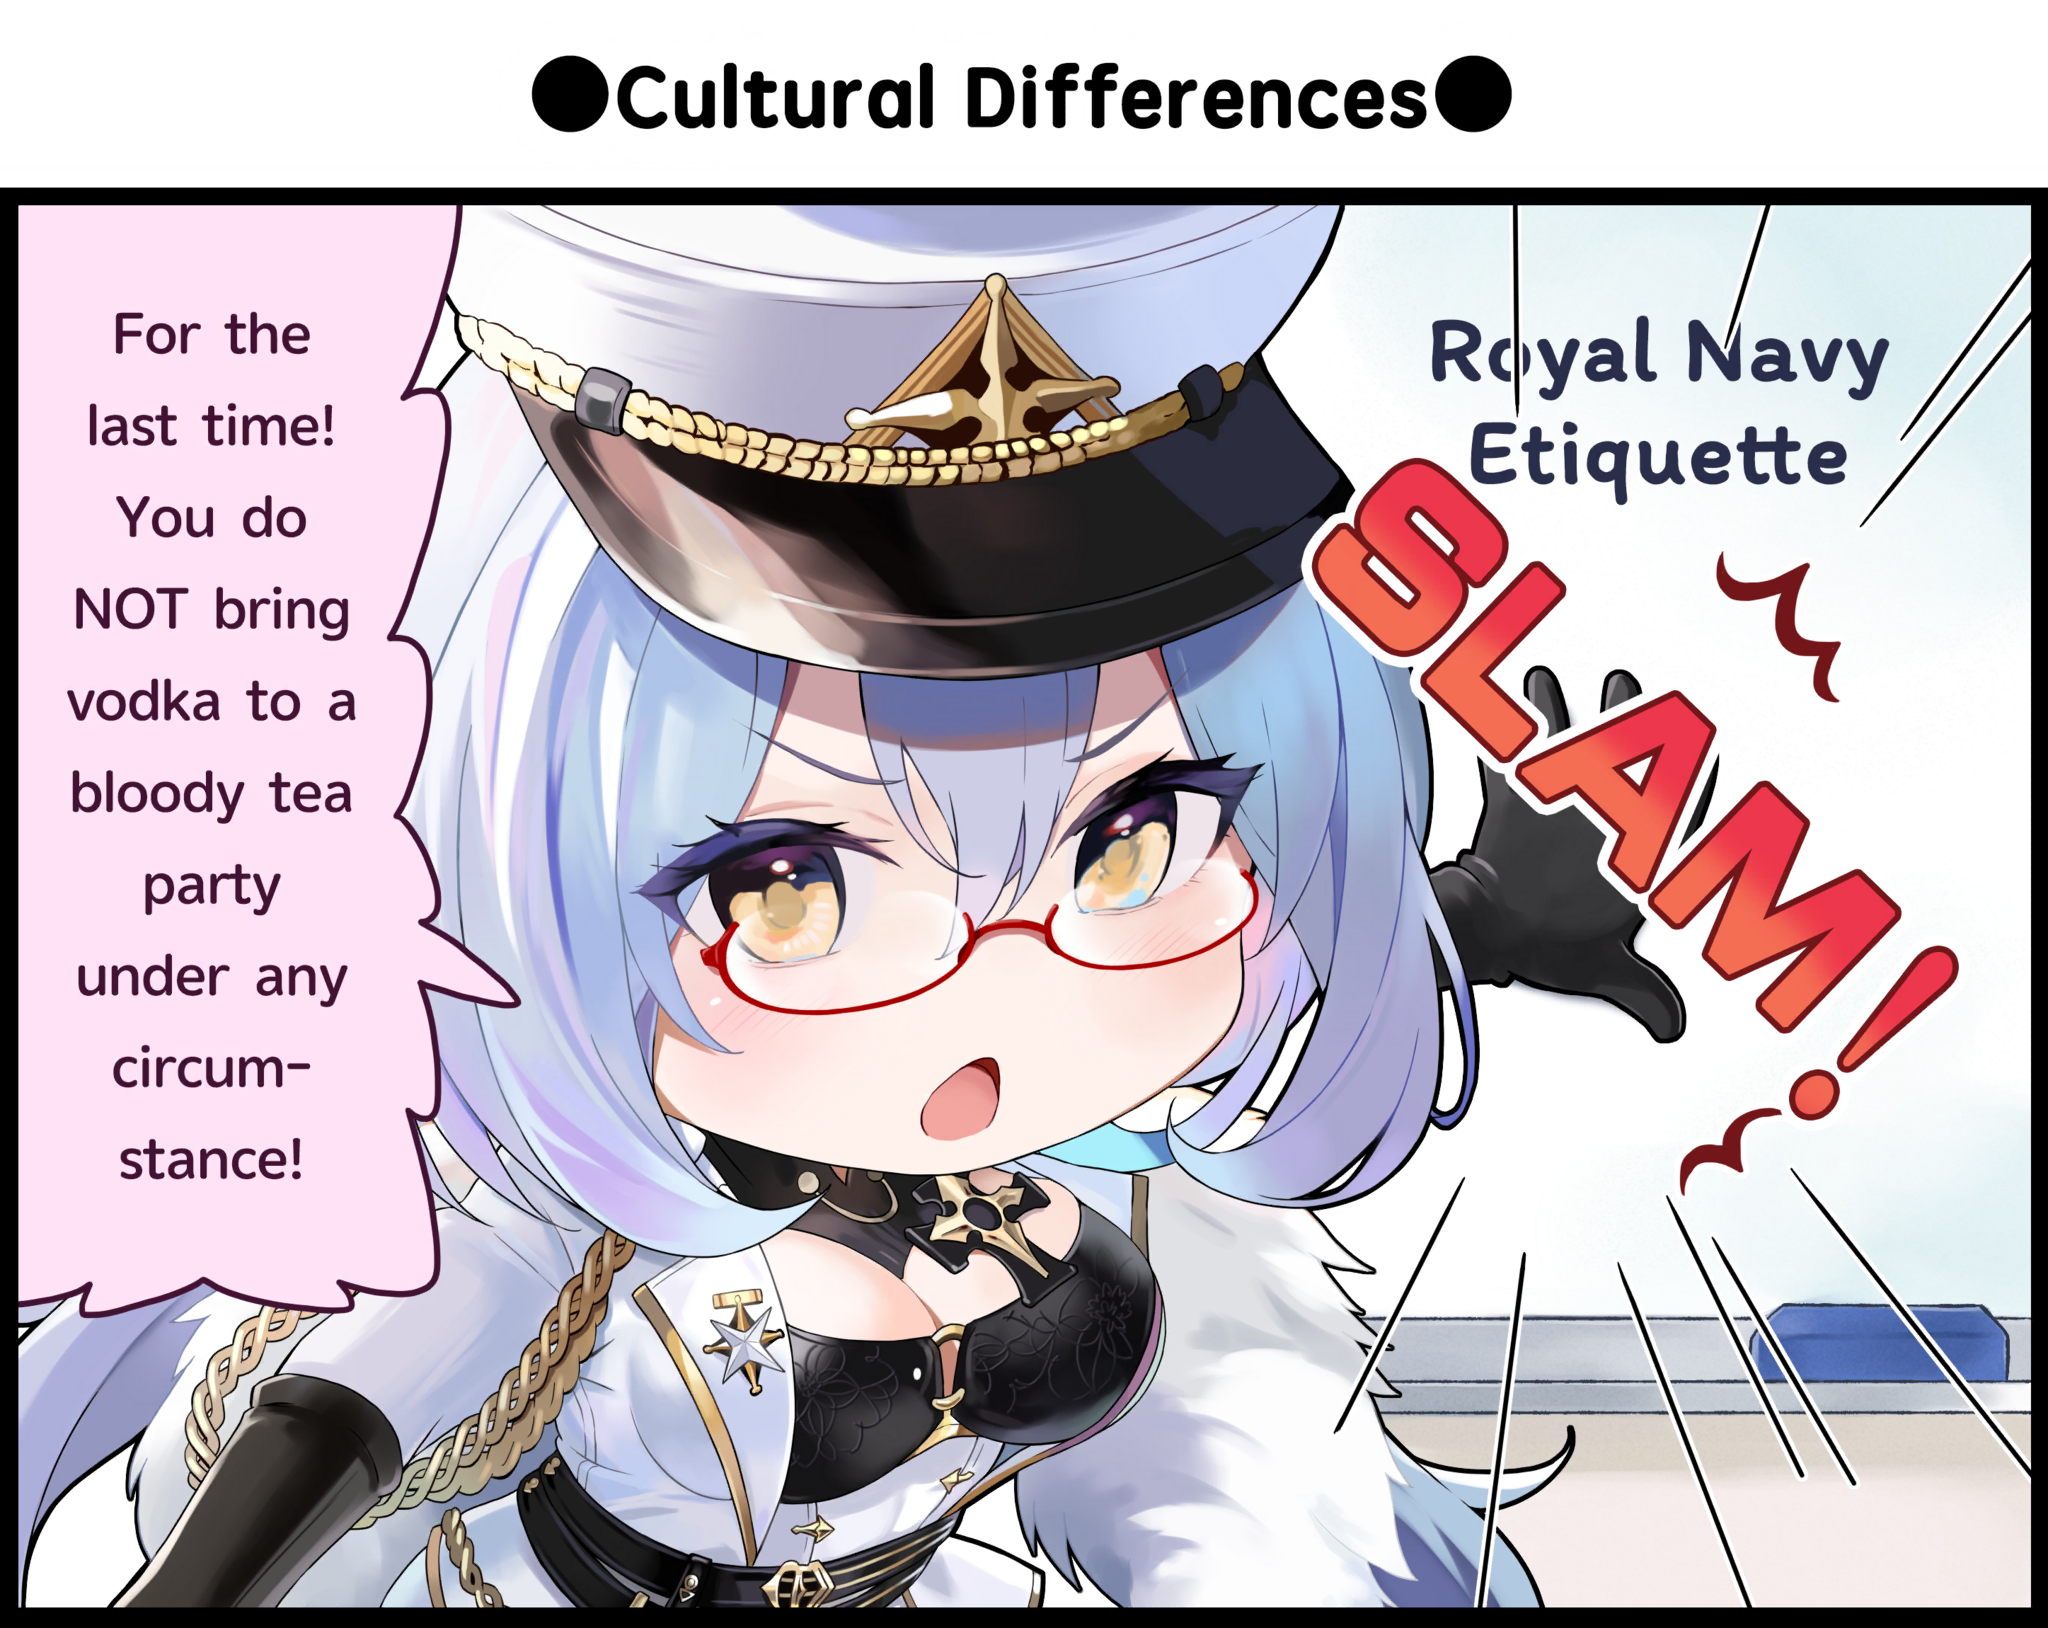 ●Cultural Differences●
For the
last time!
You do
NOT bring
vodka to a
bloody tea
party
under any
circum-
stance!
Royal Navy
Etiquette
SLAM!